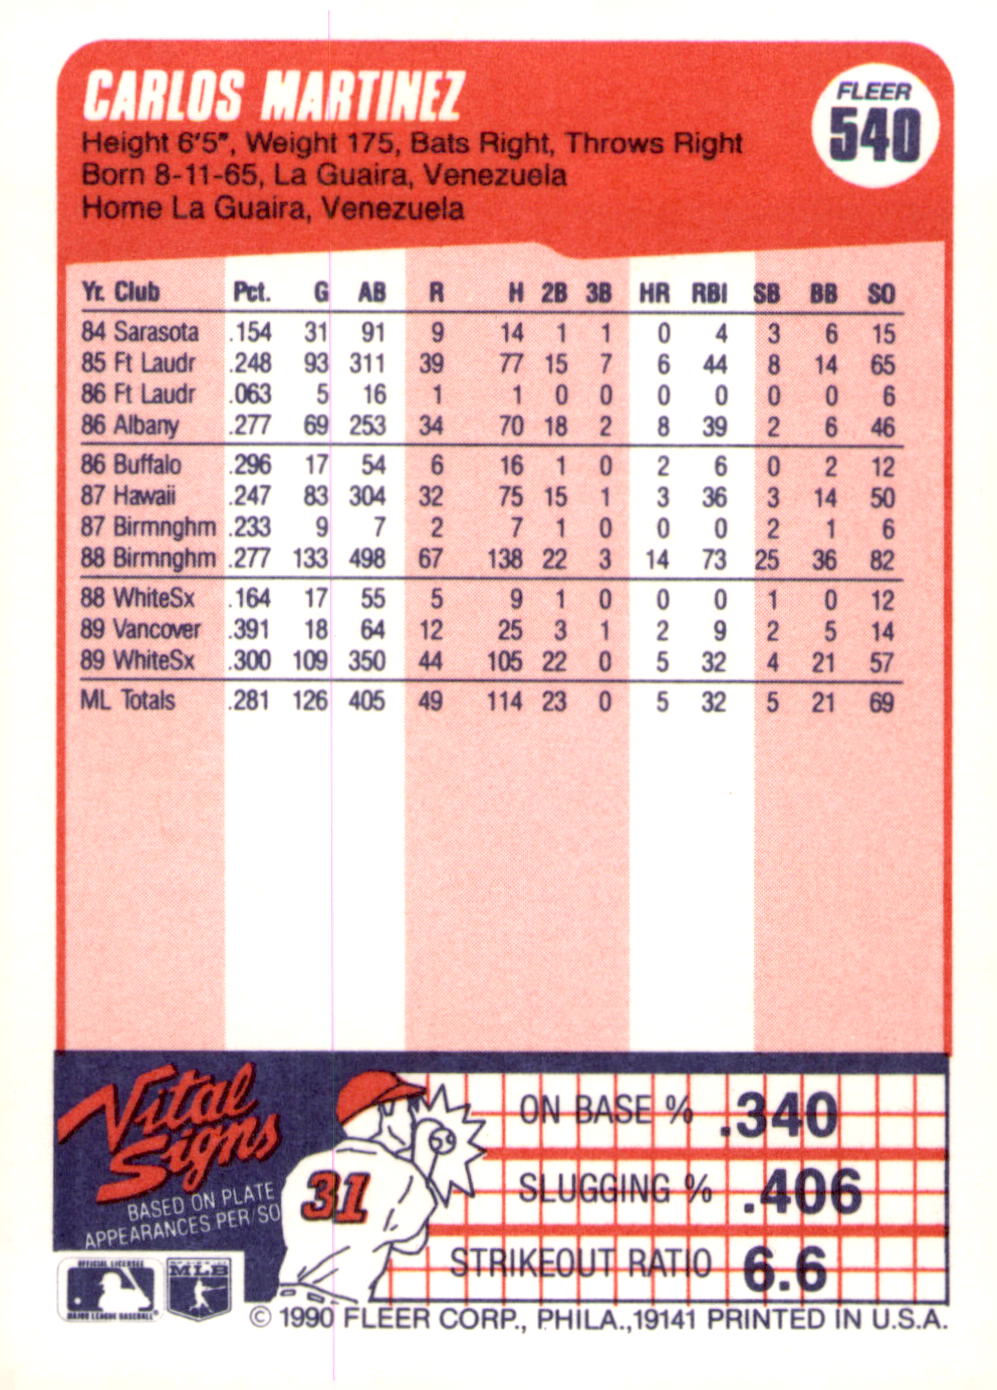 CARLOS MARTINEZ
FLEER
540
Height 6'5", Weight 175, Bats Right, Throws Right
Born 8-11-65, La Guaira, Venezuela
Home La Guaira, Venezuela
Yr. Club Pct. G AB R H 2B 3B HR RBI SB BB SO
84 Sarasota .154 31 91 9 14 1 1 0 4 3 6 15
85 Ft Laudr .248 93 311 39 77 15 7 6 44 8 14 65
86 Ft Laudr .063 5 16 1 1 0 0 0 0 0 0 6
86 Albany .277 69 253 34 70 18 2 8 39 2 6 46
86 Buffalo .296 17 54 6 16 1 0 2 6 0 2 12
87 Hawaii .247 83 304 32 75 15 1 3 36 3 14 50
87 Birmnghm .233 9 7 2 7 1 0 0 0 2 1 6
88 Birmnghm .277 133 498 67 138 22 3 14 73 25 36 82
88 WhiteSx .164 17 55 5 9 1 0 0 0 1 0 12
89 Vancover .391 18 64 12 25 3 1 2 9 2 5 14
89 WhiteSx .300 109 350 44 105 22 0 5 32 4 21 57
ML Totals .281 126 405 49 114 23 0 5 32 5 21 69
Vital
Signs
BASED ON PLATE
APPEARANCES PER/SO
31
ON BASE % .340
SLUGGING % .406
STRIKEOUT RATIO 6.6
OFFICIAL LICENSEE
MAJOR LEAGUE BASEBALL
MLB
© 1990 FLEER CORP., PHILA.,19141 PRINTED IN U.S.A.